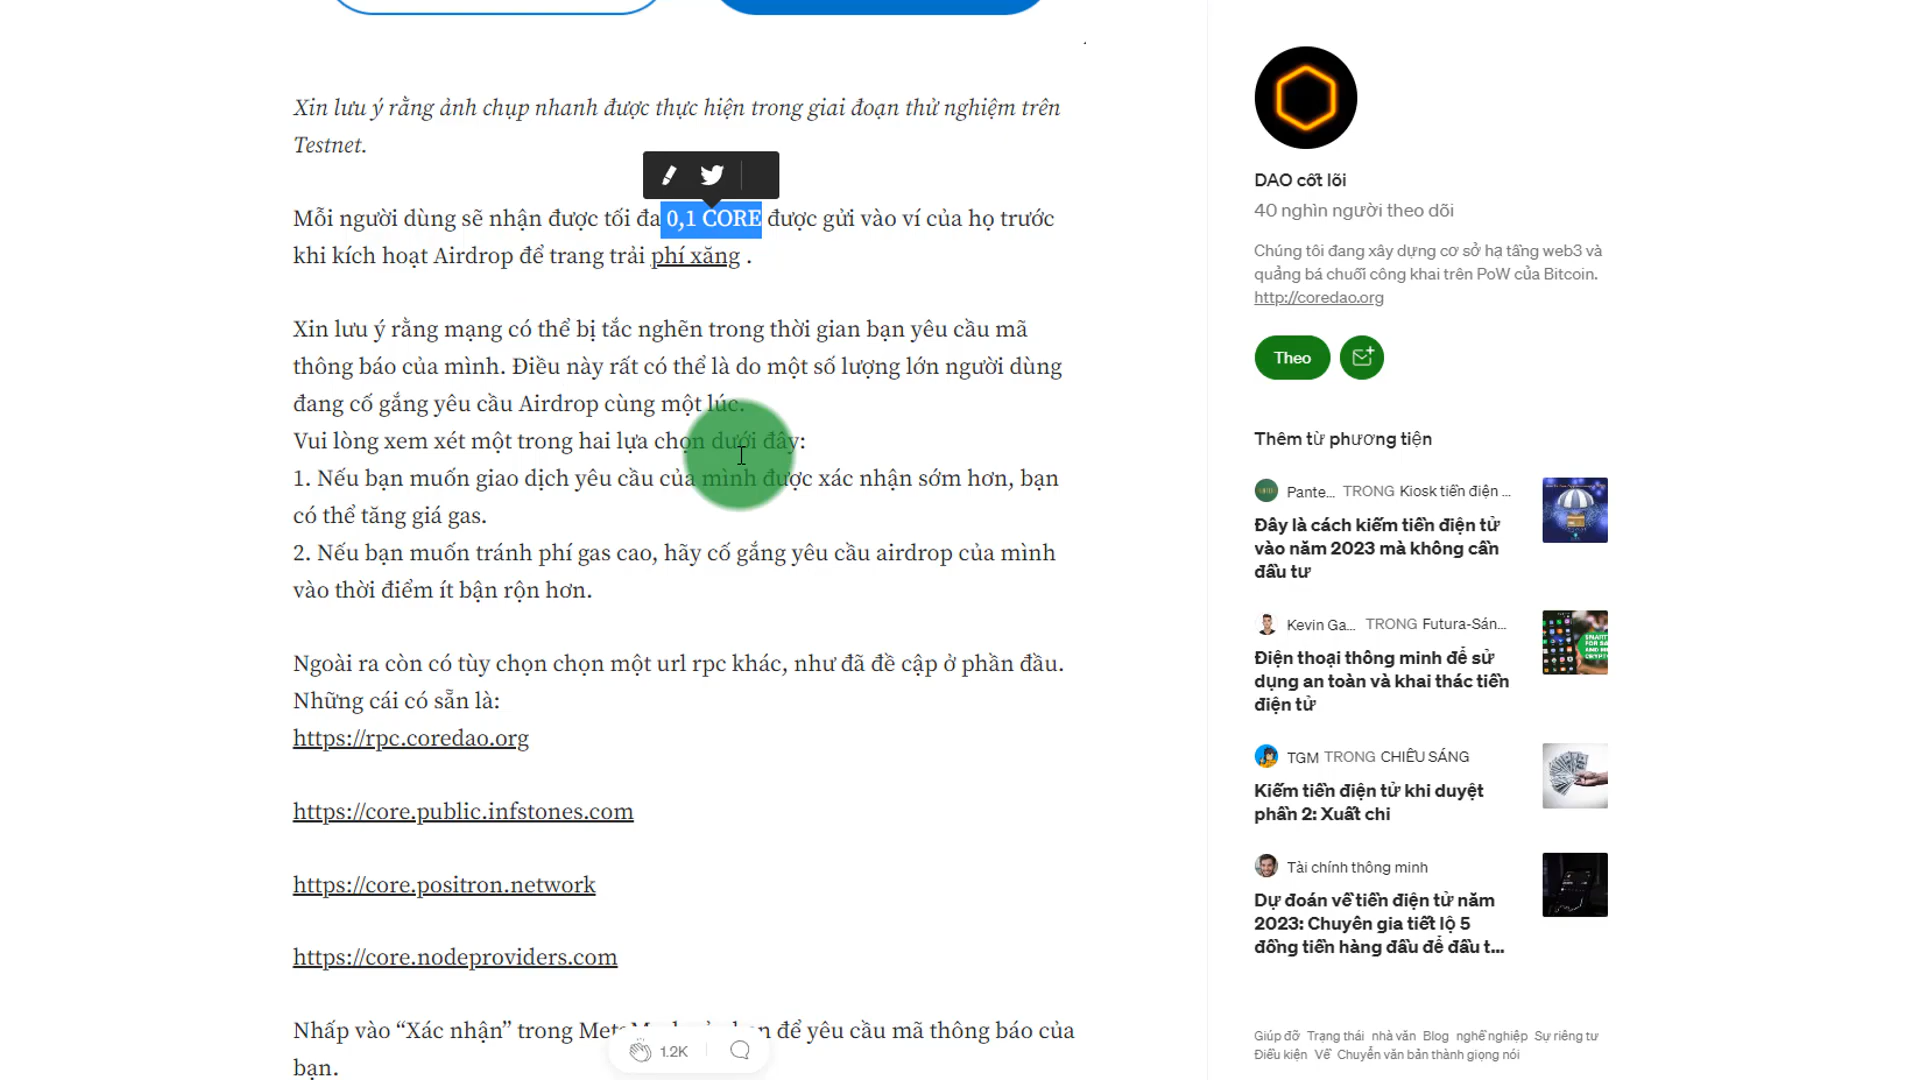 Xin lưu ý rằng ảnh chụp nhanh được thực hiện trong giai đoạn thử nghiệm trên
Testnet.
Mỗi người dùng sẽ nhận được tối đa 0,1 CORE được gửi vào ví của họ trước
khi kích hoạt Airdrop để trang trải phí xăng .
Xin lưu ý rằng mạng có thể bị tắc nghẽn trong thời gian bạn yêu cầu mã
thông báo của mình. Điều này rất có thể là do một số lượng lớn người dùng
đang cố gắng yêu cầu Airdrop cùng một lúc.
Vui lòng xem xét một trong hai lựa chọn dưới đây:
1. Nếu bạn muốn giao dịch yêu cầu của mình được xác nhận sớm hơn, bạn
có thể tăng giá gas.
2. Nếu bạn muốn tránh phí gas cao, hãy cố gắng yêu cầu airdrop của mình
vào thời điểm ít bận rộn hơn.
Ngoài ra còn có tùy chọn chọn một url rpc khác, như đã đề cập ở phần đầu.
Những cái có sẵn là:
https://rpc.coredao.org
https://core.public.infstones.com
https://core.positron.network
https://core.nodeproviders.com
Nhấp vào “Xác nhận” trong để yêu cầu mã thông báo của
bạn.
1.2K
DAO cốt lõi
40 nghìn người theo dõi
Chúng tôi đang xây dựng cơ sở hạ tầng web3 và
quảng bá chuỗi công khai trên PoW của Bitcoin.
http://coredao.org
Theo
Thêm từ phương tiện
Pante... TRONG Kiosk tiền điện ...
Đây là cách kiếm tiền điện tử
vào năm 2023 mà không cần
đầu tư
Kevin Ga... TRONG Futura-Sán...
Điện thoại thông minh để sử
dụng an toàn và khai thác tiền
điện tử
TGM TRONG CHIẾU SÁNG
Kiếm tiền điện tử khi duyệt
phần 2: Xuất chi
Tài chính thông minh
Dự đoán về tiền điện tử năm
2023: Chuyên gia tiết lộ 5
đồng tiền hàng đầu để đầu t...
Giúp đỡ Trạng thái nhà văn Blog nghề nghiệp Sự riêng tư
Điều kiện Về Chuyển văn bản thành giọng nói